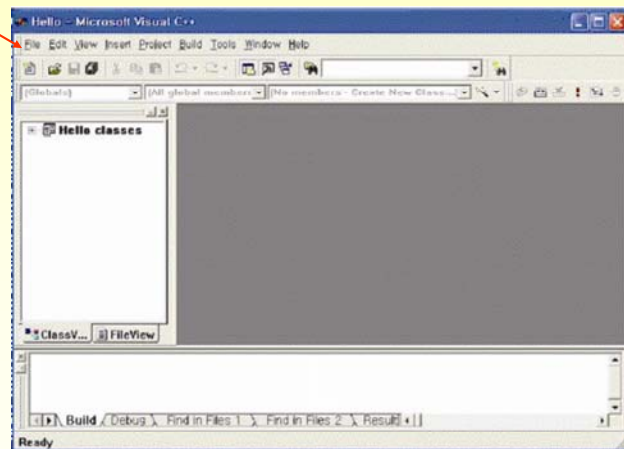 Hello - Microsoft Visual C++
File Edit View Insert Project Build Tools Window Help
(Globals) (All global members (No members - Create New Class...
Hello classes
ClassV... FileView
Build Debug Find in Files 1 Find in Files 2 Result
Ready